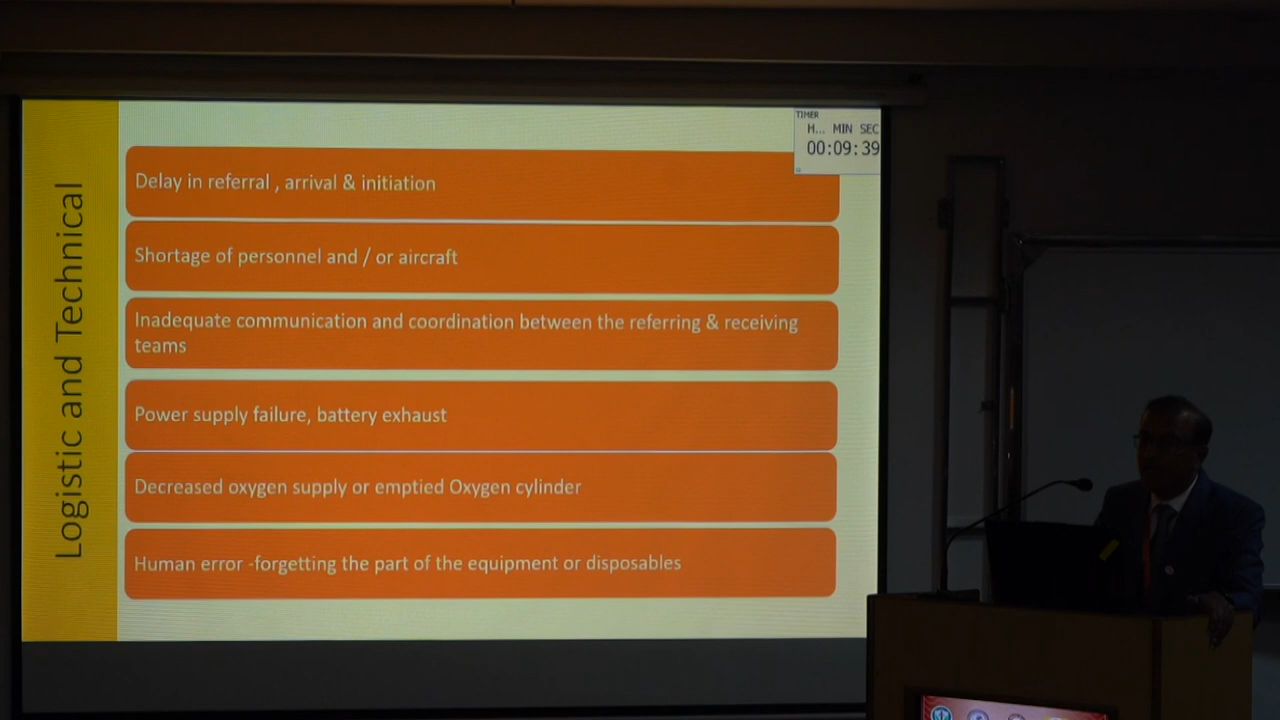 TIMER
H... MIN SEC
00:09:39
Logistic and Technical
Delay in referral , arrival & initiation
Shortage of personnel and / or aircraft
Inadequate communication and coordination between the referring & receiving
teams
Power supply failure, battery exhaust
Decreased oxygen supply or emptied Oxygen cylinder
Human error -forgetting the part of the equipment or disposables